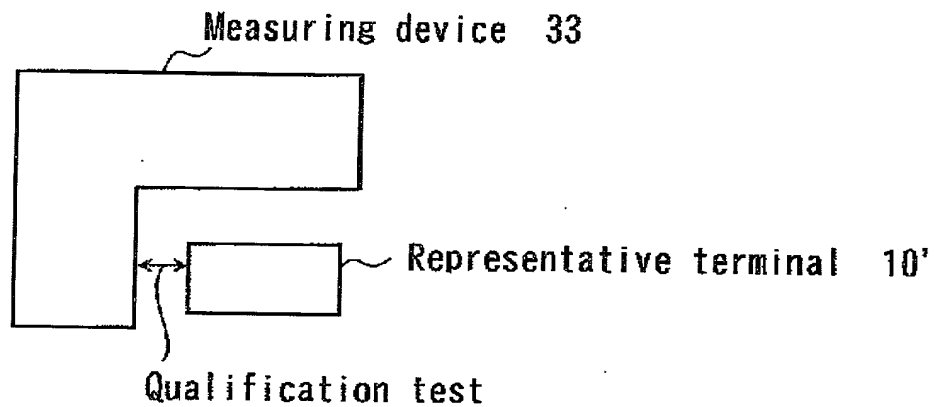 Measuring device 33
Representative terminal 10'
Qualification test